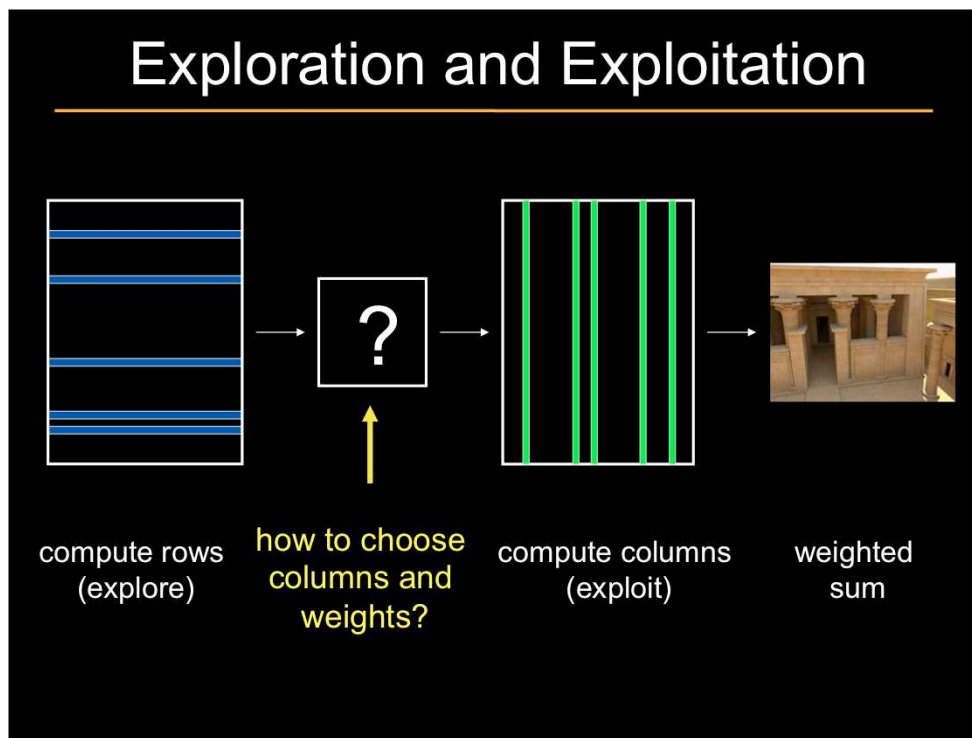 Exploration and Exploitation
?
compute rows
(explore)
how to choose
columns and
weights?
compute columns
(exploit)
weighted
sum